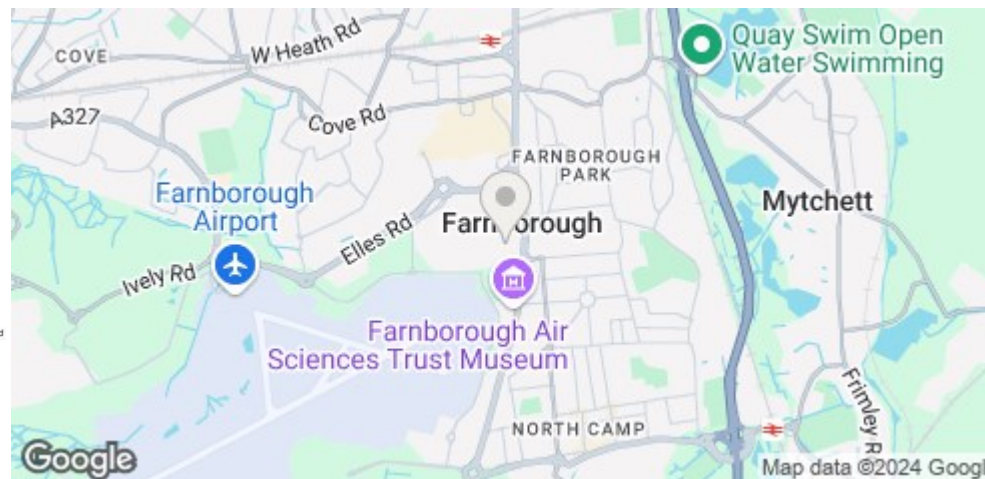 COVE
W Heath Rd
Quay Swim Open
Water Swimming
A327
Cove Rd
FARNBOROUGH
PARK
Farnborough
Airport
Mytchett
Elles Rd
Farnborough
Ively Rd
Farnborough Air
Sciences Trust Museum
Frimley R
NORTH CAMP
Google
Map data ©2024 Googl